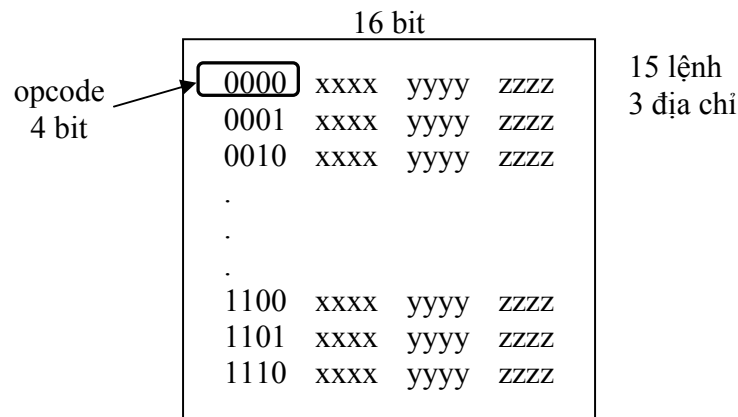 16 bit
opcode
4 bit
0000 xxxx yyyy zzzz
0001 xxxx yyyy zzzz
0010 xxxx yyyy zzzz
.
.
.
1100 xxxx yyyy zzzz
1101 xxxx yyyy zzzz
1110 xxxx yyyy zzzz
15 lệnh
3 địa chỉ